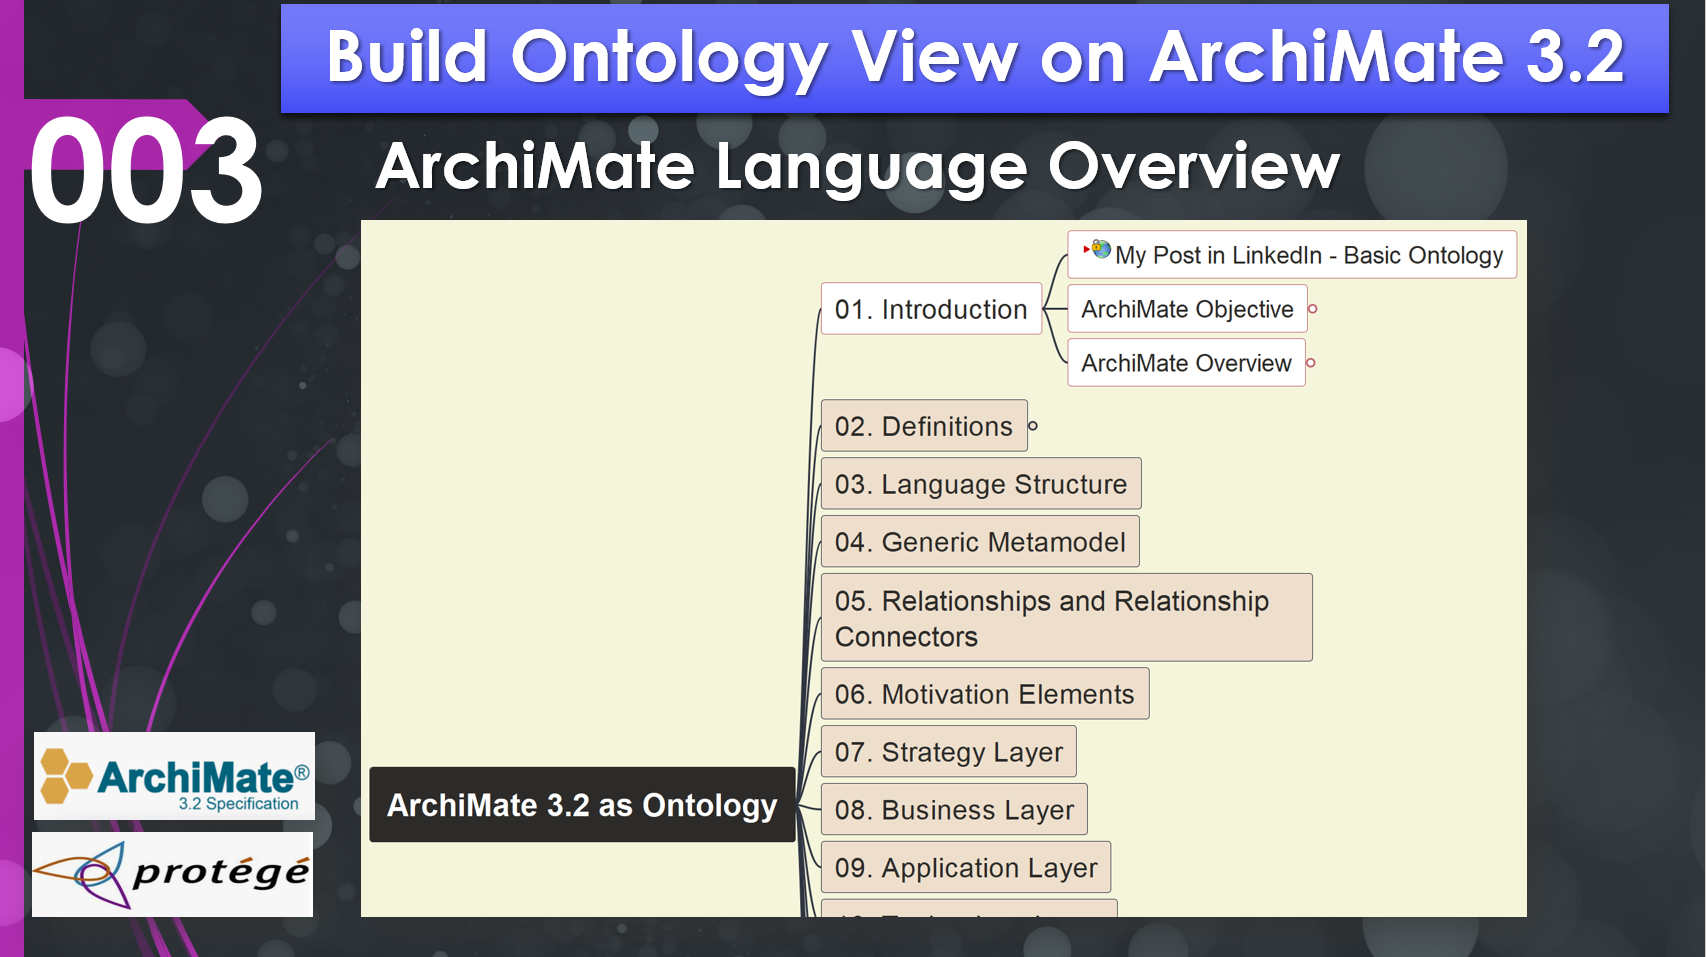 Build Ontology View on ArchiMate 3.2
003
ArchiMate Language Overview
My Post in LinkedIn - Basic Ontology
01. Introduction
ArchiMate Objective
ArchiMate Overview
02. Definitions
03. Language Structure
04. Generic Metamodel
05. Relationships and Relationship
Connectors
06. Motivation Elements
07. Strategy Layer
ArchiMate 3.2 as Ontology
08. Business Layer
09. Application Layer
ArchiMate®
3.2 Specification
protégé